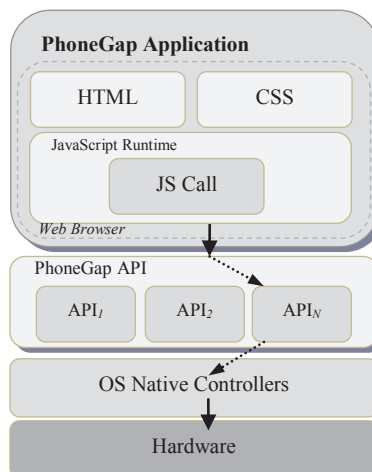 PhoneGap Application
HTML
CSS
JavaScript Runtime
JS Call
Web Browser
PhoneGap API
API1
API2
APIN
OS Native Controllers
Hardware